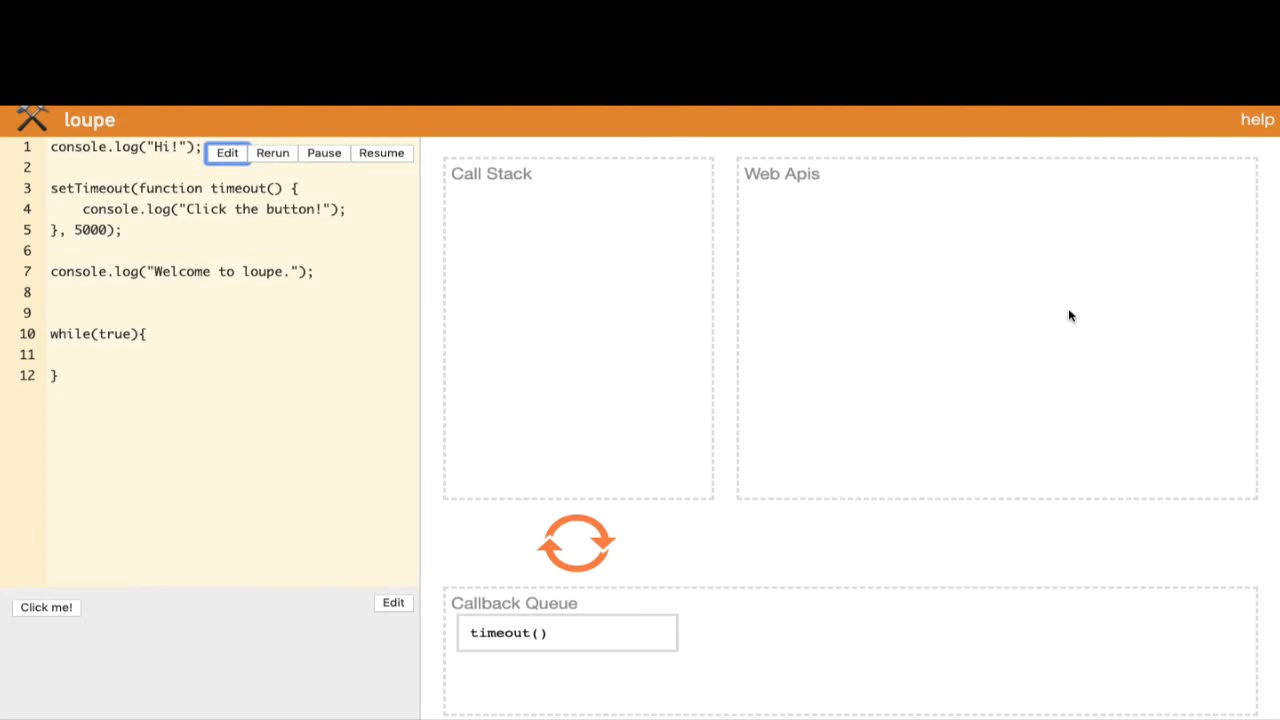 loupe
help
1 console.log("Hi!");
Edit Rerun Pause Resume
2
3 setTimeout(function timeout() {
4     console.log("Click the button!");
5 }, 5000);
6
7 console.log("Welcome to loupe.");
8
9
10 while(true){
11
12 }
Click me!
Edit
Call Stack
Web Apis
Callback Queue
timeout()